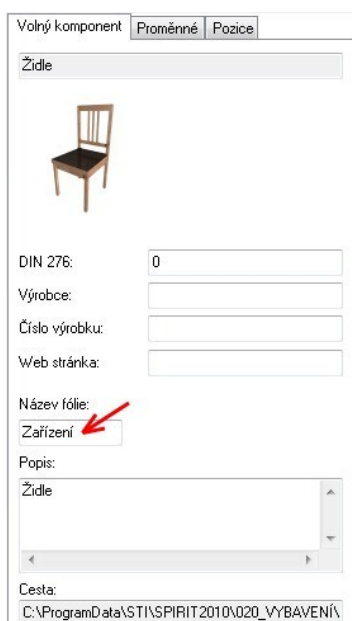 Volný komponent Proměnné Pozice
Židle
DIN 276: 0
Výrobce:
Číslo výrobku:
Web stránka:
Název fólie:
Zařízení
Popis:
Židle
Cesta:
C:\ProgramData\STI\SPIRIT2010\020_VYBAVENÍ\